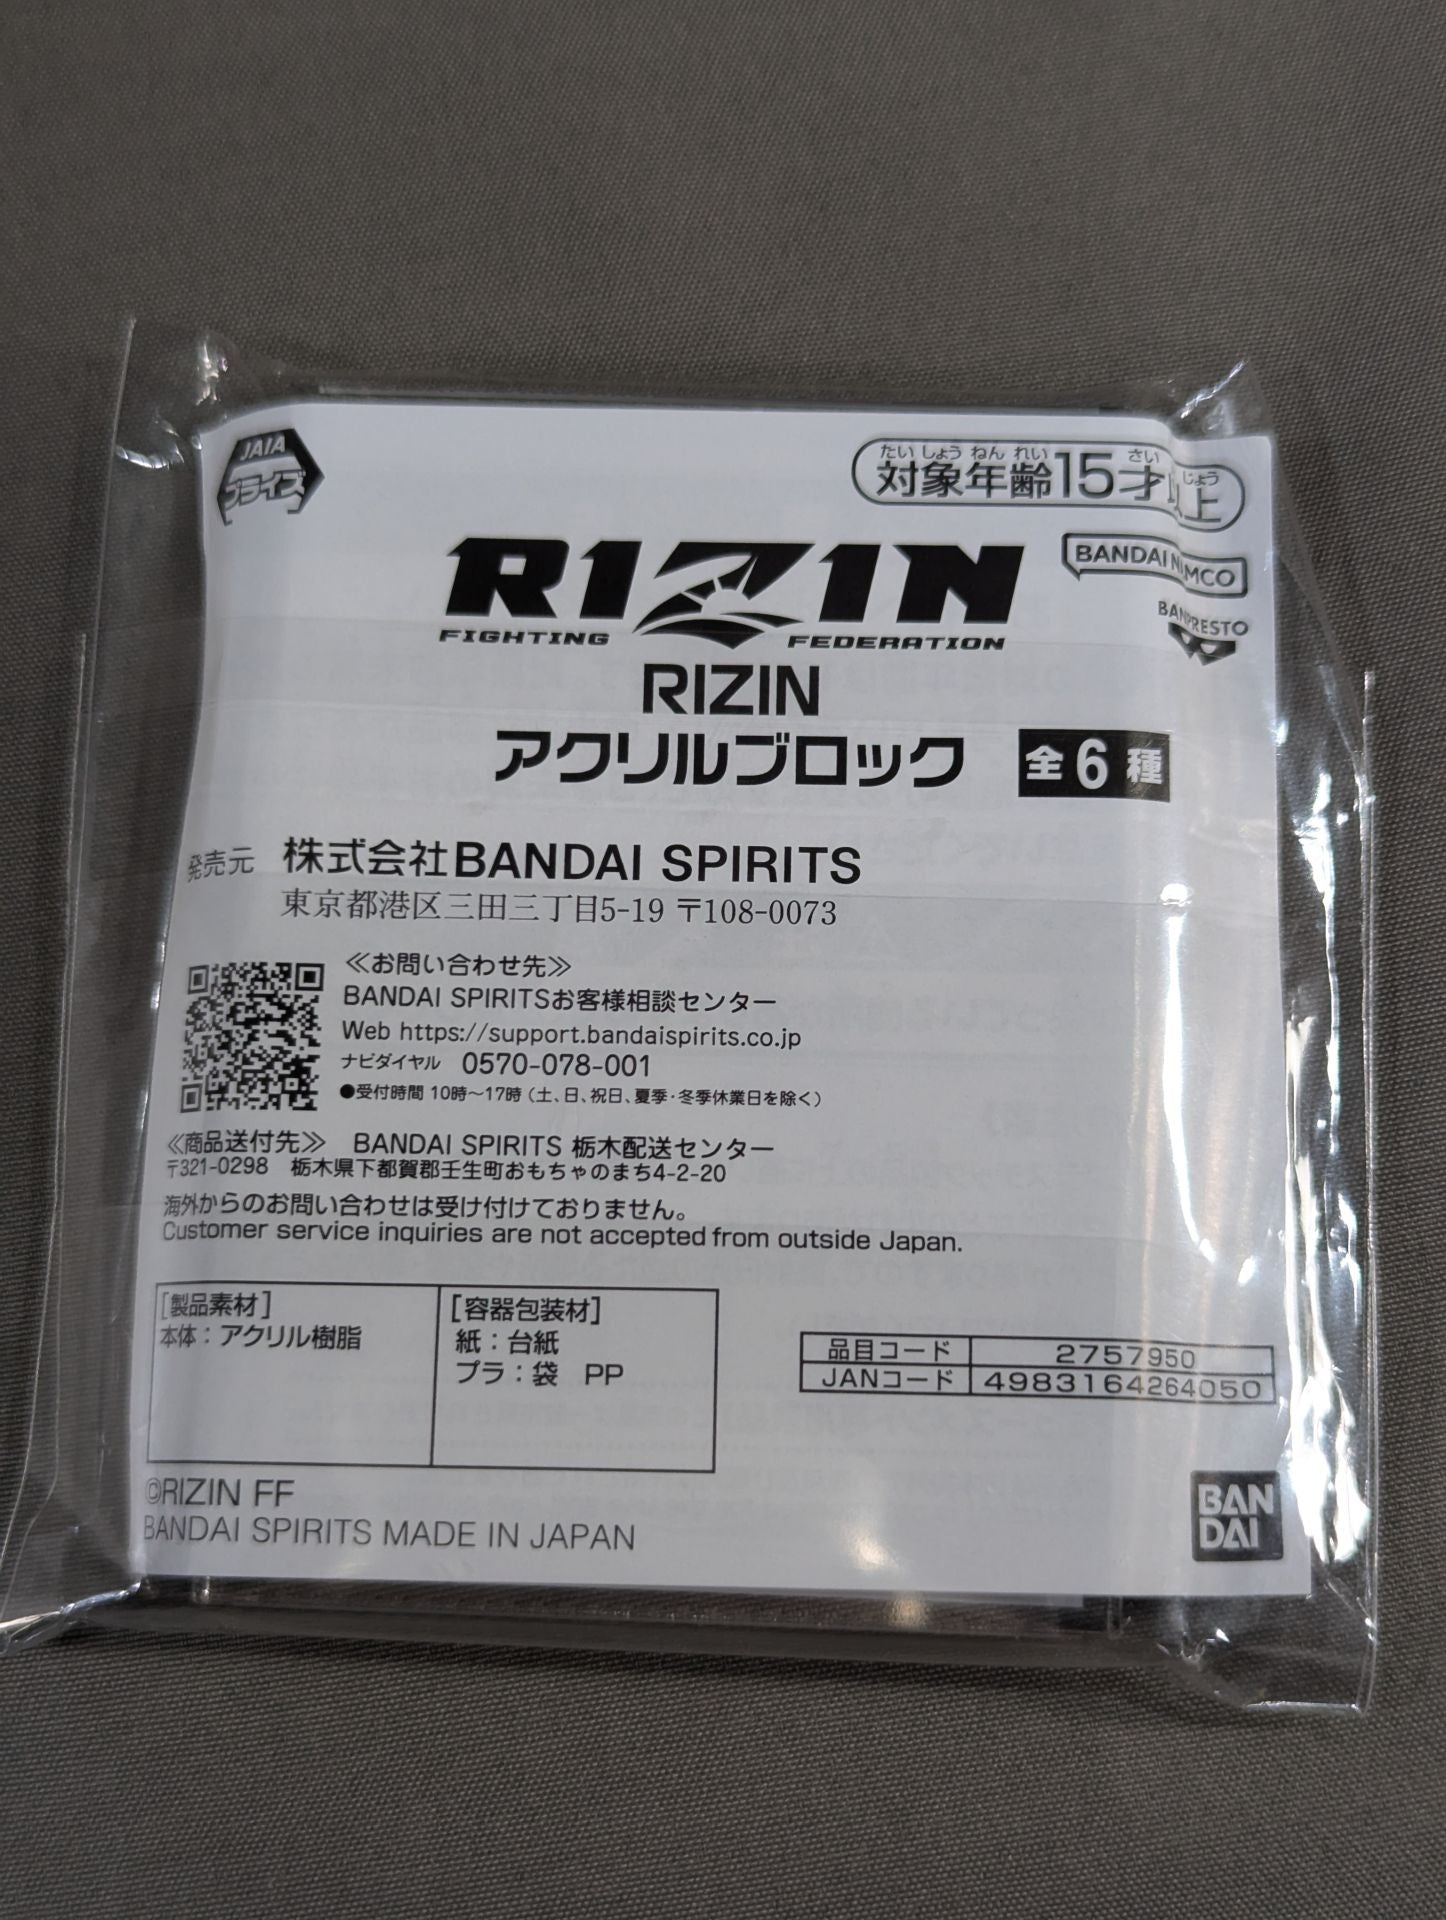 JAIA
プライズ
たいしょうねんれい さい じょう
対象年齢15才以上
RIZIN
FIGHTING FEDERATION
BANDAI NAMCO
BANPRESTO
RIZIN
アクリルブロック 全6種
発売元 株式会社BANDAI SPIRITS
東京都港区三田三丁目5-19 〒108-0073
≪お問い合わせ先≫
BANDAI SPIRITSお客様相談センター
Web https://support.bandaispirits.co.jp
ナビダイヤル 0570-078-001
●受付時間 10時〜17時（土、日、祝日、夏季・冬季休業日を除く）
≪商品送付先≫ BANDAI SPIRITS 栃木配送センター
〒321-0298 栃木県下都賀郡壬生町おもちゃのまち4-2-20
海外からのお問い合わせは受け付けておりません。
Customer service inquiries are not accepted from outside Japan.
[製品素材]
本体：アクリル樹脂
[容器包装材]
紙：台紙
プラ：袋 PP
品目コード 2757950
JANコード 4983164264050
©RIZIN FF
BANDAI SPIRITS MADE IN JAPAN
BAN
DAI